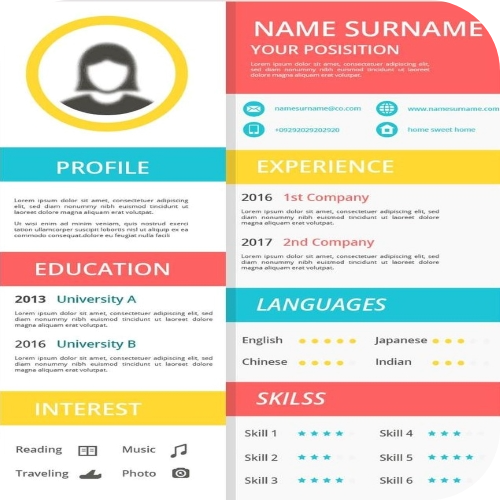 NAME SURNAME
YOUR POSISITION
Lorem ipsum dolor sit amet, consectetuer adipiscing elit, sed
diam nonummy nibh euismod tincidunt ut laoreet dolore magna
aliquam erat volutpat.
namesurname@co.com
www.namesurname.com
+09292029202920
home sweet home
PROFILE
Lorem ipsum dolor sit amet, consectetuer adipiscing
elit, sed diam nonummy nibh euismod tincidunt ut
laoreet dolore magna aliquam erat volutpat.
Ut wisi enim ad minim veniam, quis nostrud exerci
tation ullamcorper suscipit lobortis nisl ut aliquip ex ea
commodo consequat.dolore eu feugiat nulla facili
EDUCATION
2013 University A
Lorem ipsum dolor sit amet, consectetuer adipiscing elit,
sed diam nonummy nibh euismod tincidunt ut laoreet dolore
magna aliquam erat volutpat.
2016 University B
Lorem ipsum dolor sit amet, consectetuer adipiscing elit,
sed diam nonummy nibh euismod tincidunt ut laoreet dolore
magna aliquam erat volutpat.
INTEREST
Reading Music
Traveling Photo
EXPERIENCE
2016 1st Company
Lorem ipsum dolor sit amet, consectetuer adipiscing elit,
sed diam nonummy nibh euismod tincidunt ut laoreet dolore
magna aliquam erat volutpat.
2017 2nd Company
Lorem ipsum dolor sit amet, consectetuer adipiscing elit,
sed diam nonummy nibh euismod tincidunt ut laoreet dolore
magna aliquam erat volutpat.
LANGUAGES
English Japanese
Chinese Indian
SKILSS
Skill 1 Skill 4
Skill 2 Skill 5
Skill 3 Skill 6